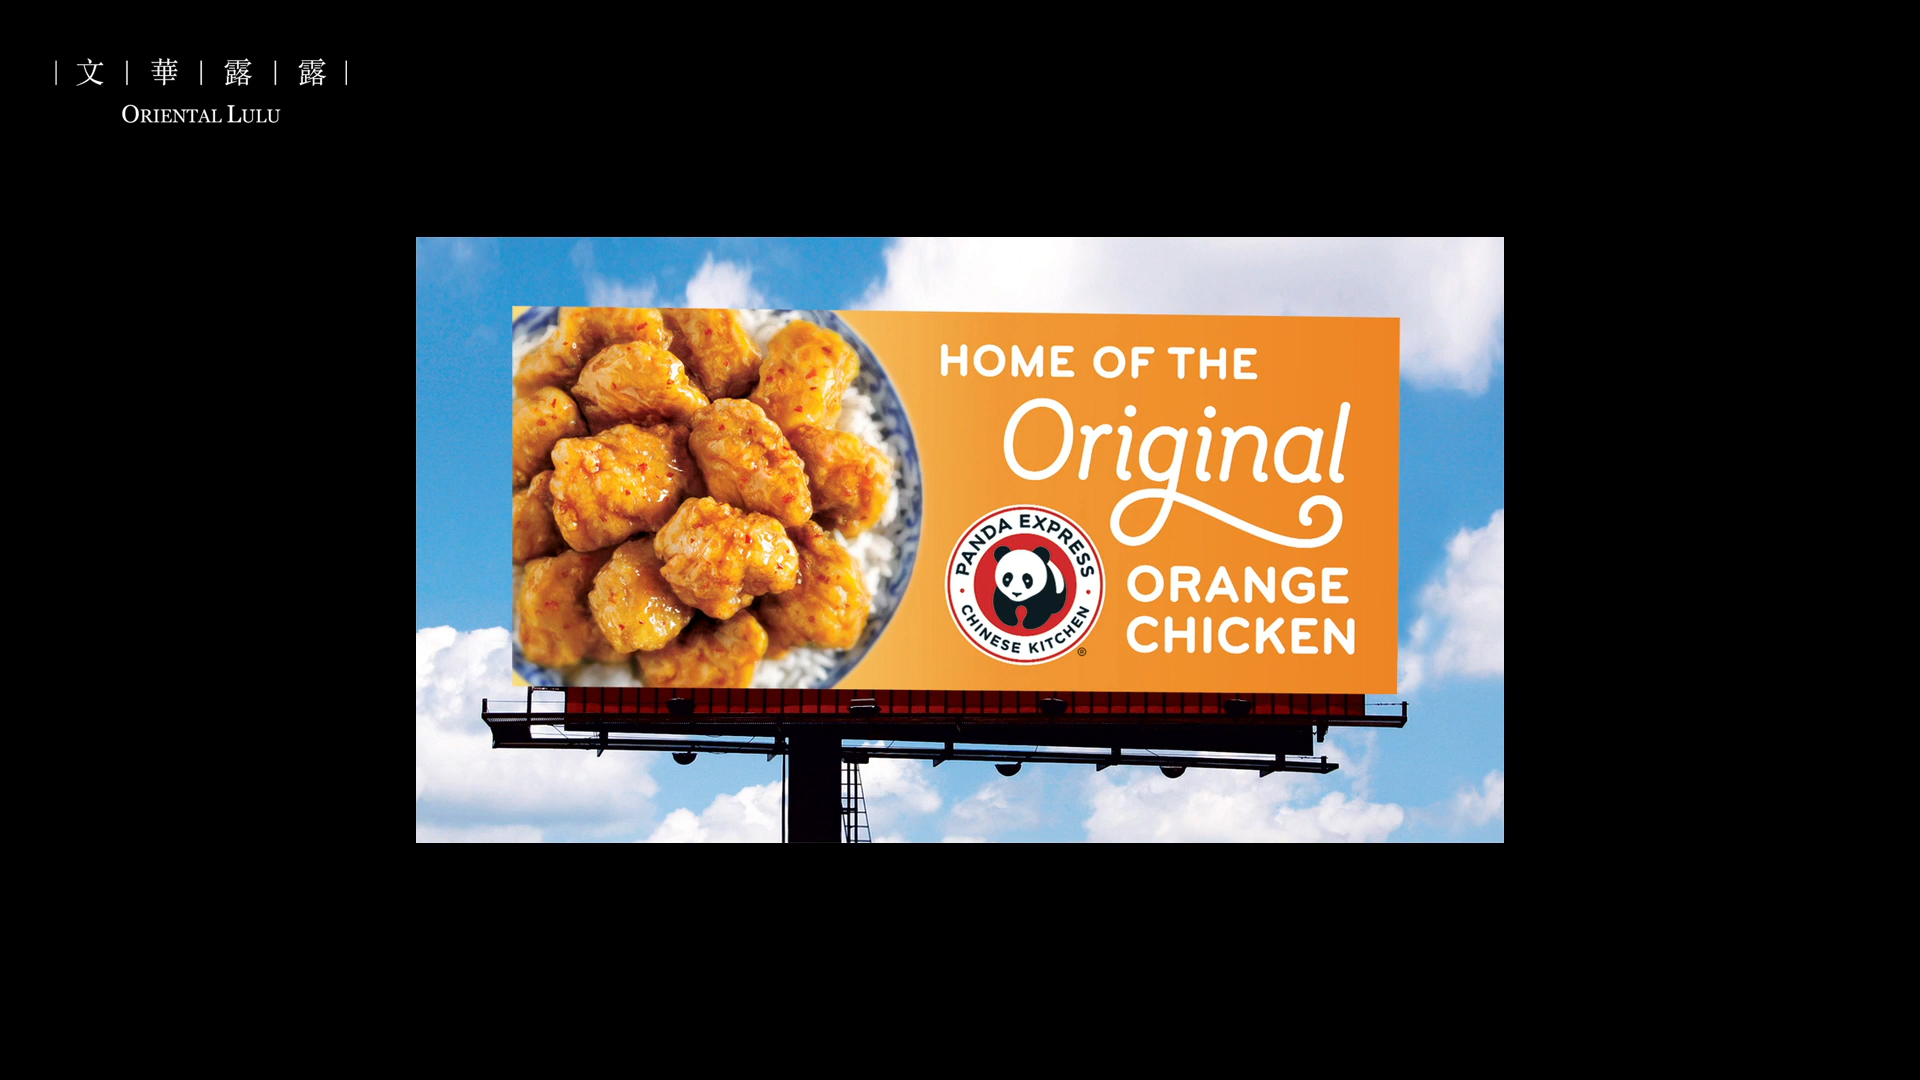 |文|華|露|露|
ORIENTAL LULU
HOME OF THE
Original
ORANGE
CHICKEN
PANDA EXPRESS
CHINESE KITCHEN
®